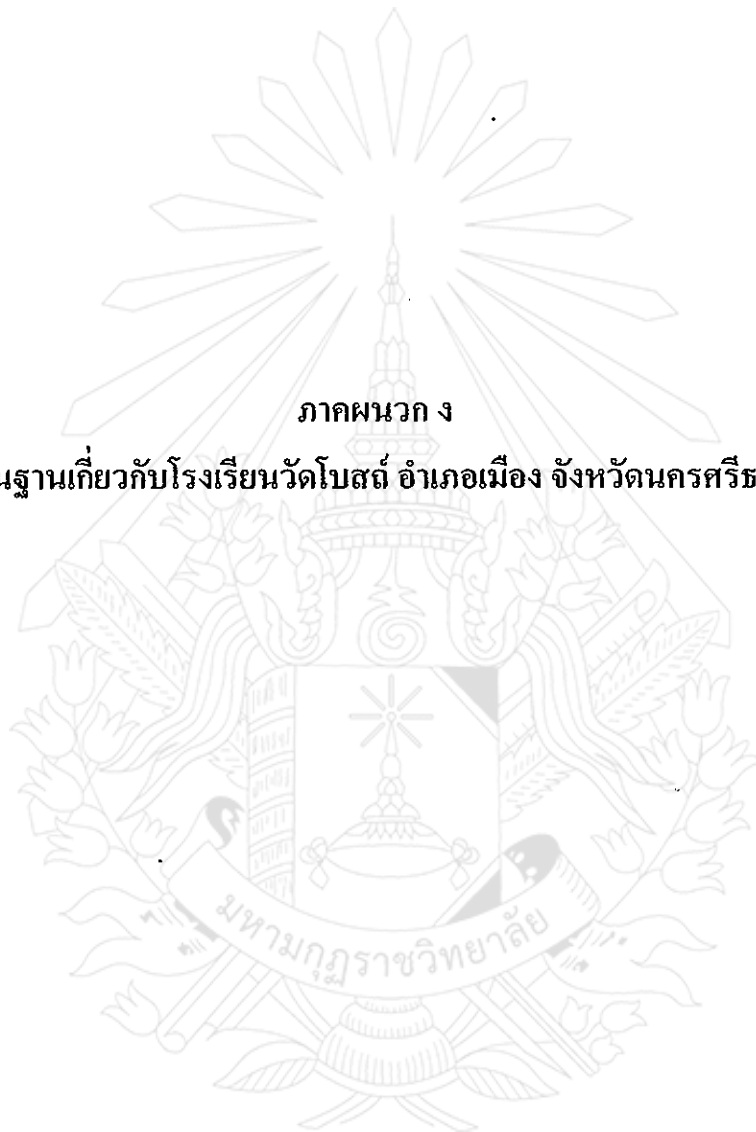 ภาคผนวก ง
นฐานเกี่ยวกับโรงเรียนวัดโบสถ์ อำเภอเมือง จังหวัดนครศรีธ
มหามกุฏราชวิทยาลัย